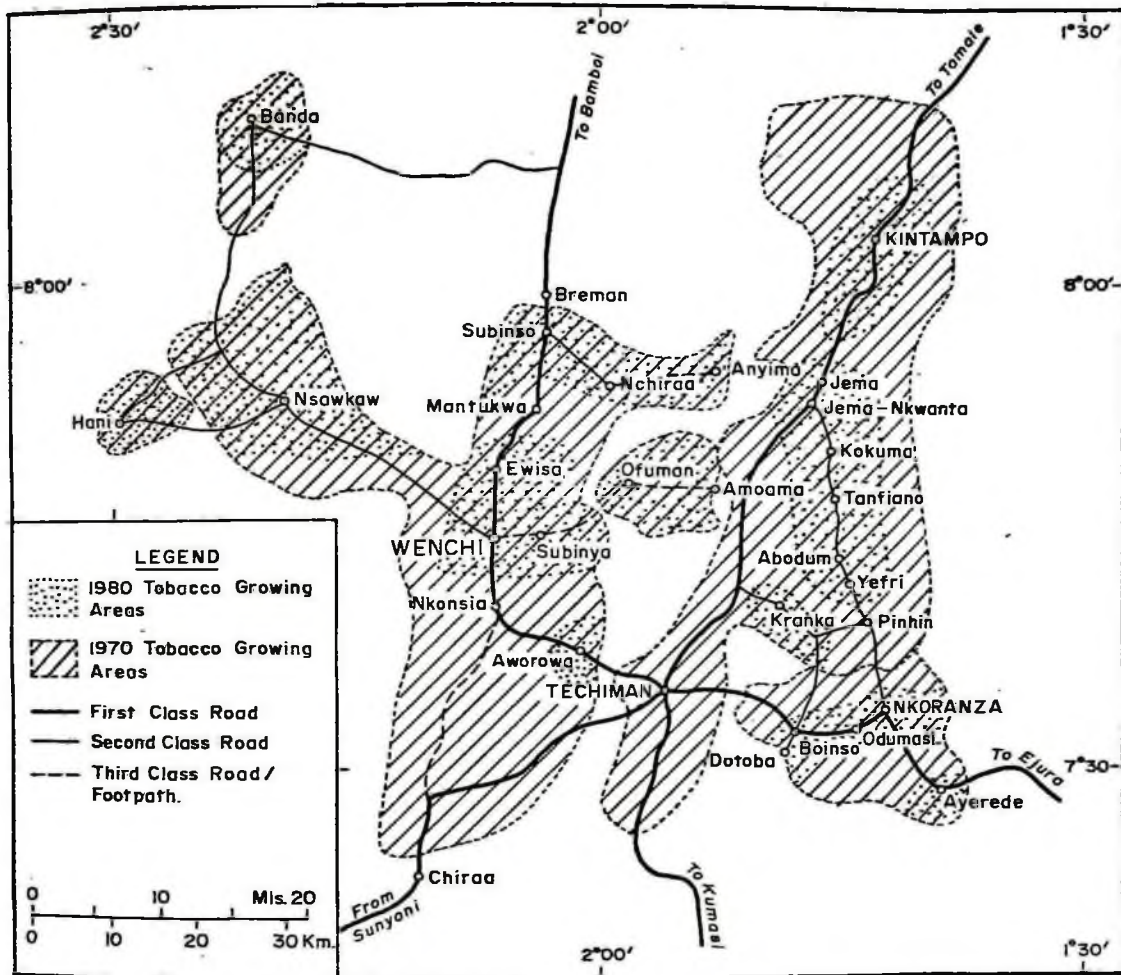 2°30′
2°00′
1°30′
To Tamale
To Bamboi
Banda
KINTAMPO
8°00′
8°00′
Breman
Subinso
Anyima
Nchiraa
Jema
Jema-Nkwanta
Mantukwa
Nsawkaw
Hani
Kokuma
Ewisa
Ofuman
Amoama
Tanfiano
WENCHI
Subinya
Abodum
Yefri
Nkonsia
Kranka
Pinhin
Aworowa
TECHIMAN
NKORANZA
Boinso
Odumasi
Dotoba
7°30′
To Ejura
Ayerede
Chiraa
From
Sunyani
To Kumasi
LEGEND
1980 Tobacco Growing
Areas
1970 Tobacco Growing
Areas
First Class Road
Second Class Road
Third Class Road/
Footpath.
0 10 Mls. 20
0 10 20 30 Km.
2°00′
1°30′